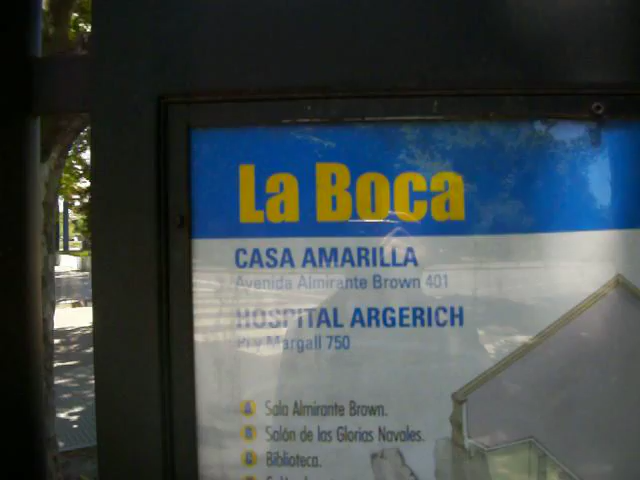 La Boca
CASA AMARILLA
Avenida Almirante Brown 401
HOSPITAL ARGERICH
Pi y Margall 750
A Sala Almirante Brown.
B Salón de las Glorias Navales.
Biblioteca.